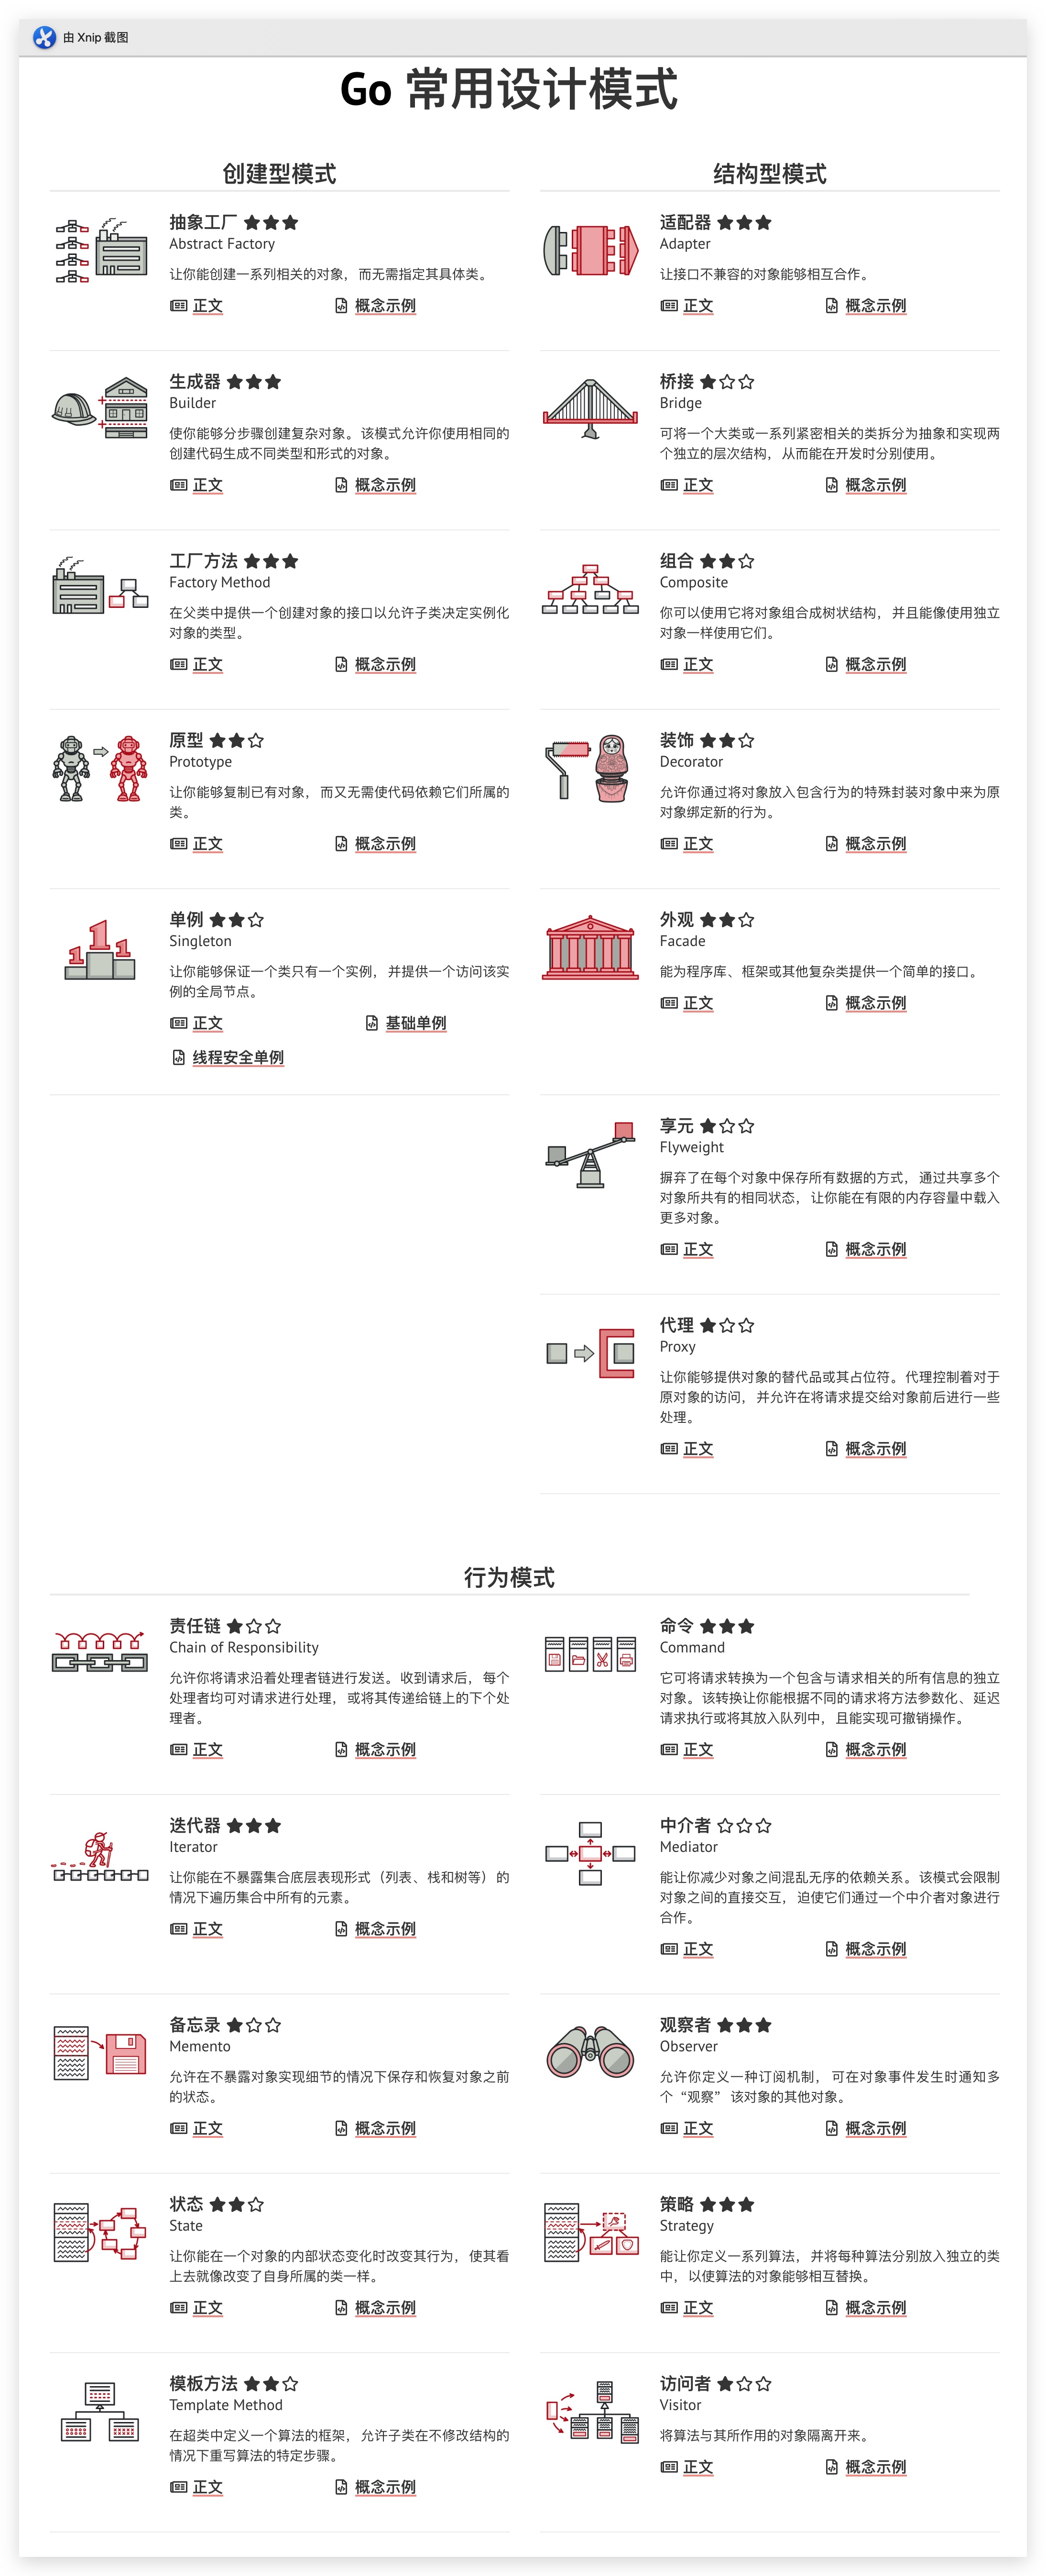 由 Xnip 截图
Go 常用设计模式
创建型模式
抽象工厂 ★★★
Abstract Factory
让你能创建一系列相关的对象，而无需指定其具体类。
正文 概念示例
生成器 ★★★
Builder
使你能够分步骤创建复杂对象。该模式允许你使用相同的
创建代码生成不同类型和形式的对象。
正文 概念示例
工厂方法 ★★★
Factory Method
在父类中提供一个创建对象的接口以允许子类决定实例化
对象的类型。
正文 概念示例
原型 ★★☆
Prototype
让你能够复制已有对象，而又无需使代码依赖它们所属的
类。
正文 概念示例
单例 ★★☆
Singleton
让你能够保证一个类只有一个实例，并提供一个访问该实
例的全局节点。
正文 基础单例
线程安全单例
结构型模式
适配器 ★★★
Adapter
让接口不兼容的对象能够相互合作。
正文 概念示例
桥接 ★☆☆
Bridge
可将一个大类或一系列紧密相关的类拆分为抽象和实现两
个独立的层次结构，从而能在开发时分别使用。
正文 概念示例
组合 ★★☆
Composite
你可以使用它将对象组合成树状结构，并且能像使用独立
对象一样使用它们。
正文 概念示例
装饰 ★★☆
Decorator
允许你通过将对象放入包含行为的特殊封装对象中来为原
对象绑定新的行为。
正文 概念示例
外观 ★★☆
Facade
能为程序库、框架或其他复杂类提供一个简单的接口。
正文 概念示例
享元 ★☆☆
Flyweight
摒弃了在每个对象中保存所有数据的方式，通过共享多个
对象所共有的相同状态，让你能在有限的内存容量中载入
更多对象。
正文 概念示例
代理 ★☆☆
Proxy
让你能够提供对象的替代品或其占位符。代理控制着对于
原对象的访问，并允许在将请求提交给对象前后进行一些
处理。
正文 概念示例
行为模式
责任链 ★☆☆
Chain of Responsibility
允许你将请求沿着处理者链进行发送。收到请求后，每个
处理者均可对请求进行处理，或将其传递给链上的下个处
理者。
正文 概念示例
命令 ★★★
Command
它可将请求转换为一个包含与请求相关的所有信息的独立
对象。该转换让你能根据不同的请求将方法参数化、延迟
请求执行或将其放入队列中，且能实现可撤销操作。
正文 概念示例
迭代器 ★★★
Iterator
让你能在不暴露集合底层表现形式（列表、栈和树等）的
情况下遍历集合中所有的元素。
正文 概念示例
中介者 ☆☆☆
Mediator
能让你减少对象之间混乱无序的依赖关系。该模式会限制
对象之间的直接交互，迫使它们通过一个中介者对象进行
合作。
正文 概念示例
备忘录 ★☆☆
Memento
允许在不暴露对象实现细节的情况下保存和恢复对象之前
的状态。
正文 概念示例
观察者 ★★★
Observer
允许你定义一种订阅机制，可在对象事件发生时通知多
个“观察”该对象的其他对象。
正文 概念示例
状态 ★★☆
State
让你能在一个对象的内部状态变化时改变其行为，使其看
上去就像改变了自身所属的类一样。
正文 概念示例
策略 ★★★
Strategy
能让你定义一系列算法，并将每种算法分别放入独立的类
中，以使算法的对象能够相互替换。
正文 概念示例
模板方法 ★★☆
Template Method
在超类中定义一个算法的框架，允许子类在不修改结构的
情况下重写算法的特定步骤。
正文 概念示例
访问者 ★☆☆
Visitor
将算法与其所作用的对象隔离开来。
正文 概念示例